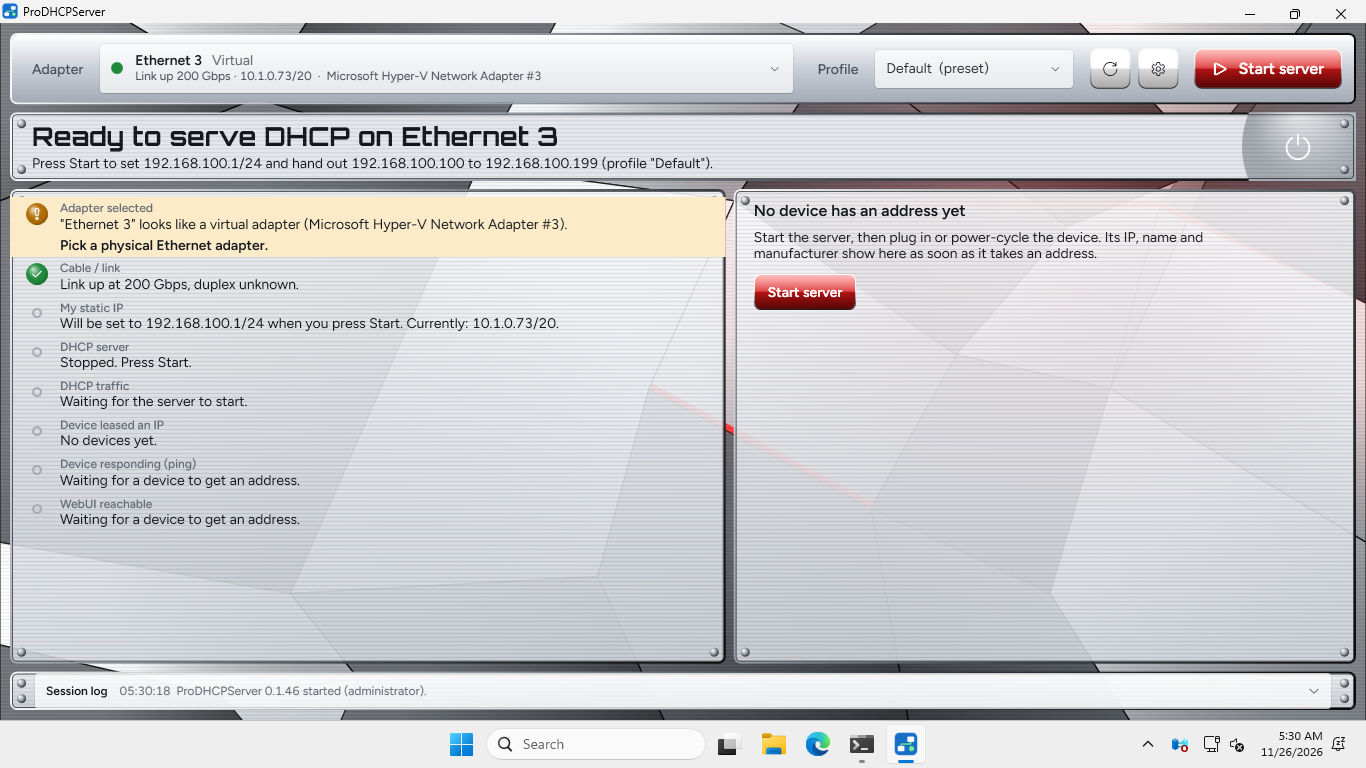 ProDHCPServer
Adapter
Ethernet 3 Virtual
Link up 200 Gbps · 10.1.0.73/20 · Microsoft Hyper-V Network Adapter #3
Profile
Default (preset)
Start server
Ready to serve DHCP on Ethernet 3
Press Start to set 192.168.100.1/24 and hand out 192.168.100.100 to 192.168.100.199 (profile "Default").
Adapter selected
"Ethernet 3" looks like a virtual adapter (Microsoft Hyper-V Network Adapter #3).
Pick a physical Ethernet adapter.
Cable / link
Link up at 200 Gbps, duplex unknown.
My static IP
Will be set to 192.168.100.1/24 when you press Start. Currently: 10.1.0.73/20.
DHCP server
Stopped. Press Start.
DHCP traffic
Waiting for the server to start.
Device leased an IP
No devices yet.
Device responding (ping)
Waiting for a device to get an address.
WebUI reachable
Waiting for a device to get an address.
No device has an address yet
Start the server, then plug in or power-cycle the device. Its IP, name and
manufacturer show here as soon as it takes an address.
Start server
Session log 05:30:18 ProDHCPServer 0.1.46 started (administrator).
Search
5:30 AM
11/26/2026